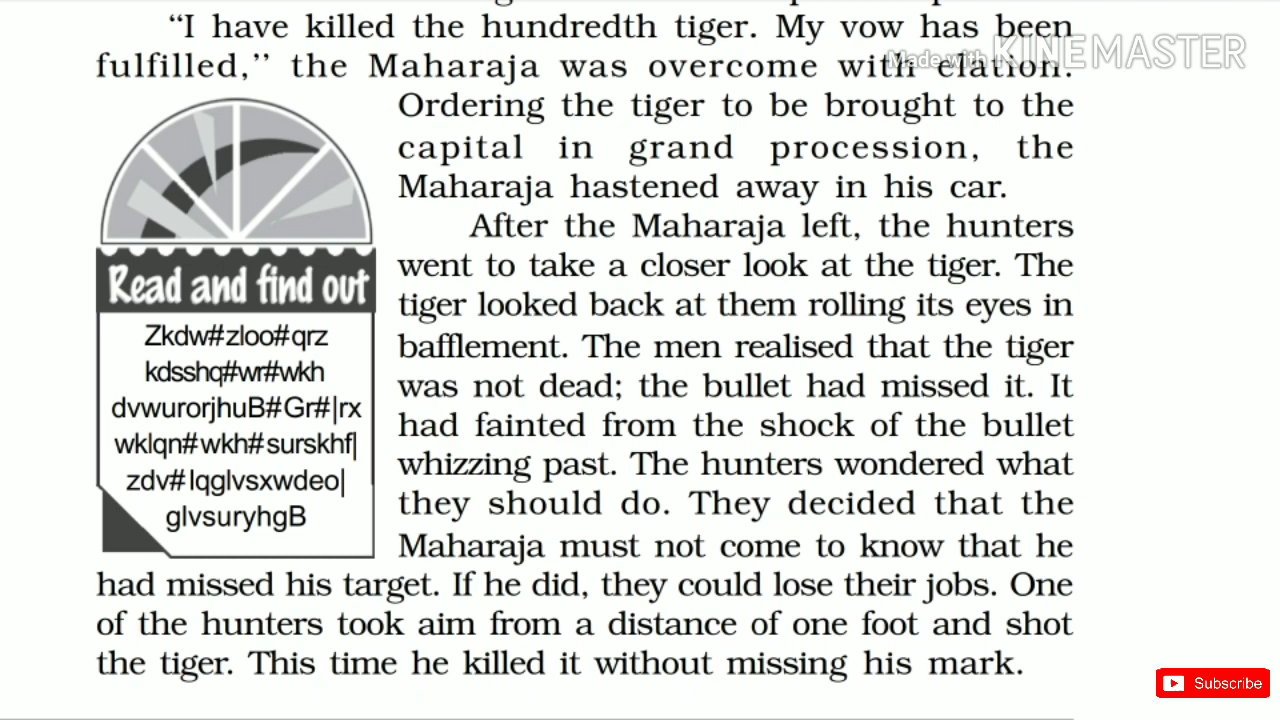 “I have killed the hundredth tiger. My vow has been
Made with KINEMASTER
fulfilled,’’ the Maharaja was overcome with elation.
Ordering the tiger to be brought to the
capital in grand procession, the
Maharaja hastened away in his car.
After the Maharaja left, the hunters
went to take a closer look at the tiger. The
tiger looked back at them rolling its eyes in
bafflement. The men realised that the tiger
was not dead; the bullet had missed it. It
had fainted from the shock of the bullet
whizzing past. The hunters wondered what
they should do. They decided that the
Maharaja must not come to know that he
had missed his target. If he did, they could lose their jobs. One
of the hunters took aim from a distance of one foot and shot
the tiger. This time he killed it without missing his mark.
Read and find out
Zkdw#zloo#qrz
kdsshq#wr#wkh
dvwurorjhuB#Gr#|rx
wklqn#wkh#surskhf|
zdv#lqglvsxwdeo|
glvsuryhgB
Subscribe